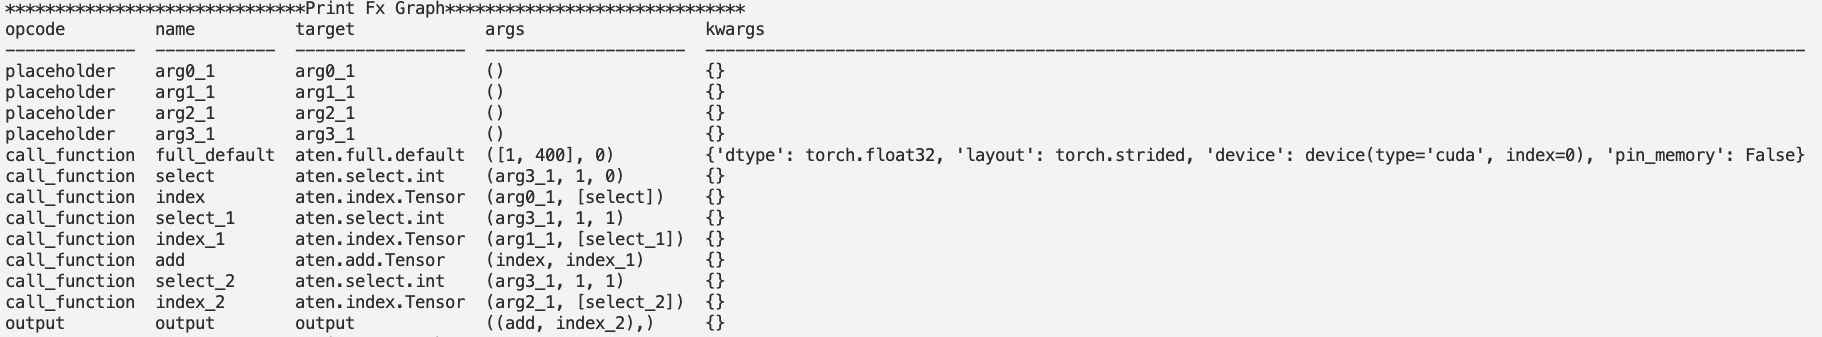 ******************************Print Fx Graph******************************
opcode         name          target             args                  kwargs
-------------  ------------  -----------------  --------------------  --------------------------------------------------------------------------------------------------------------
placeholder    arg0_1        arg0_1             ()                    {}
placeholder    arg1_1        arg1_1             ()                    {}
placeholder    arg2_1        arg2_1             ()                    {}
placeholder    arg3_1        arg3_1             ()                    {}
call_function  full_default  aten.full.default  ([1, 400], 0)         {'dtype': torch.float32, 'layout': torch.strided, 'device': device(type='cuda', index=0), 'pin_memory': False}
call_function  select        aten.select.int    (arg3_1, 1, 0)        {}
call_function  index         aten.index.Tensor  (arg0_1, [select])    {}
call_function  select_1      aten.select.int    (arg3_1, 1, 1)        {}
call_function  index_1       aten.index.Tensor  (arg1_1, [select_1])  {}
call_function  add           aten.add.Tensor    (index, index_1)      {}
call_function  select_2      aten.select.int    (arg3_1, 1, 1)        {}
call_function  index_2       aten.index.Tensor  (arg2_1, [select_2])  {}
output         output        output             ((add, index_2),)     {}